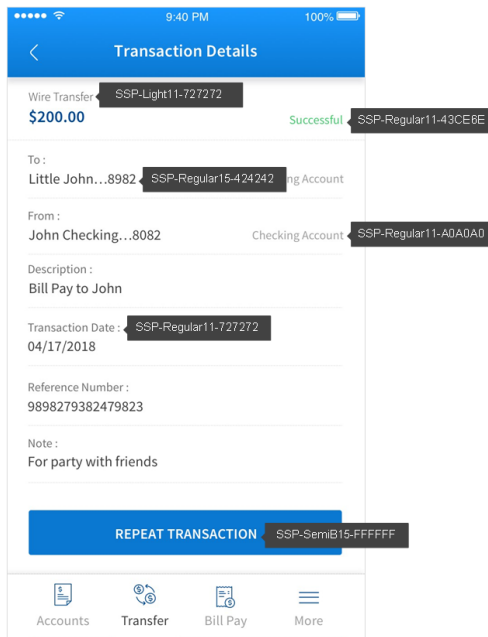 9:40 PM 100%
Transaction Details
Wire Transfer SSP-Light11-727272
$200.00 Successful SSP-Regular11-43CE6E
To :
Little John...8982 SSP-Regular15-424242 ng Account
From :
John Checking...8082 Checking Account SSP-Regular11-A0A0A0
Description :
Bill Pay to John
Transaction Date : SSP-Regular11-727272
04/17/2018
Reference Number :
9898279382479823
Note :
For party with friends
REPEAT TRANSACTION SSP-SemiB15-FFFFFF
Accounts Transfer Bill Pay More